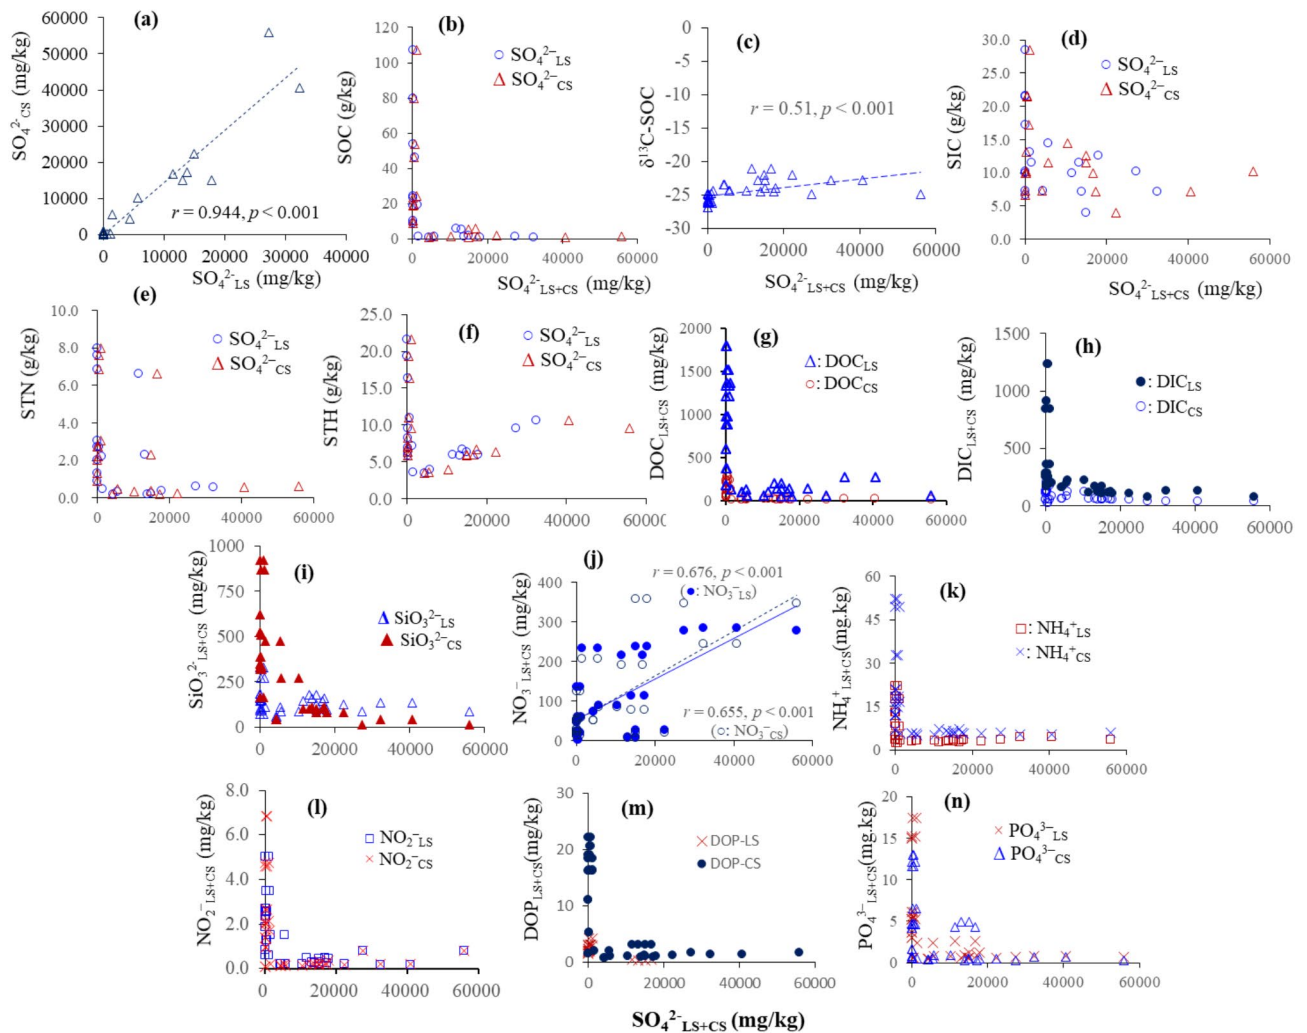 (a)
SO₄²⁻CS (mg/kg)
60000
50000
40000
30000
20000
10000
0
r = 0.944, p < 0.001
0 10000 20000 30000 40000
SO₄²⁻LS (mg/kg)
(b)
SOC (g/kg)
120
100
80
60
40
20
0
SO₄²⁻LS
SO₄²⁻CS
0 20000 40000 60000
SO₄²⁻LS+CS (mg/kg)
(c)
δ¹³C-SOC
0
-5
-10
-15
-20
-25
-30
r = 0.51, p < 0.001
0 20000 40000 60000
SO₄²⁻LS+CS (mg/kg)
(d)
SIC (g/kg)
30.0
25.0
20.0
15.0
10.0
5.0
0.0
SO₄²⁻LS
SO₄²⁻CS
0 20000 40000 60000
SO₄²⁻LS+CS (mg/kg)
(e)
STN (g/kg)
10.0
8.0
6.0
4.0
2.0
0.0
SO₄²⁻LS
SO₄²⁻CS
0 20000 40000 60000
(f)
STH (g/kg)
25.0
20.0
15.0
10.0
5.0
0.0
SO₄²⁻LS
SO₄²⁻CS
0 20000 40000 60000
(g)
DOCLS+CS (mg/kg)
2000
1500
1000
500
0
: DOCLS
: DOCCS
0 20000 40000 60000
(h)
DICLS+CS (mg/kg)
1500
1000
500
0
: DICLS
: DICCS
0 20000 40000 60000
(i)
SiO₃²⁻LS+CS (mg/kg)
1000
750
500
250
0
SiO₃²⁻LS
SiO₃²⁻CS
0 20000 40000 60000
(j)
NO₃⁻LS+CS (mg/kg)
400
300
200
100
0
r = 0.676, p < 0.001
( : NO₃⁻LS)
r = 0.655, p < 0.001
( : NO₃⁻CS)
0 20000 40000 60000
(k)
NH₄⁺LS+CS(mg.kg)
60
45
30
15
0
NH₄⁺LS
NH₄⁺CS
0 20000 40000 60000
(l)
NO₂⁻LS+CS (mg/kg)
8.0
6.0
4.0
2.0
0.0
NO₂⁻LS
NO₂⁻CS
0 20000 40000 60000
(m)
DOPLS+CS(mg/kg)
30
20
10
0
DOP-LS
DOP-CS
0 20000 40000 60000
(n)
PO₄³⁻LS+CS(mg.kg)
20
15
10
5
0
PO₄³⁻LS
PO₄³⁻CS
0 20000 40000 60000
SO₄²⁻LS+CS (mg/kg)